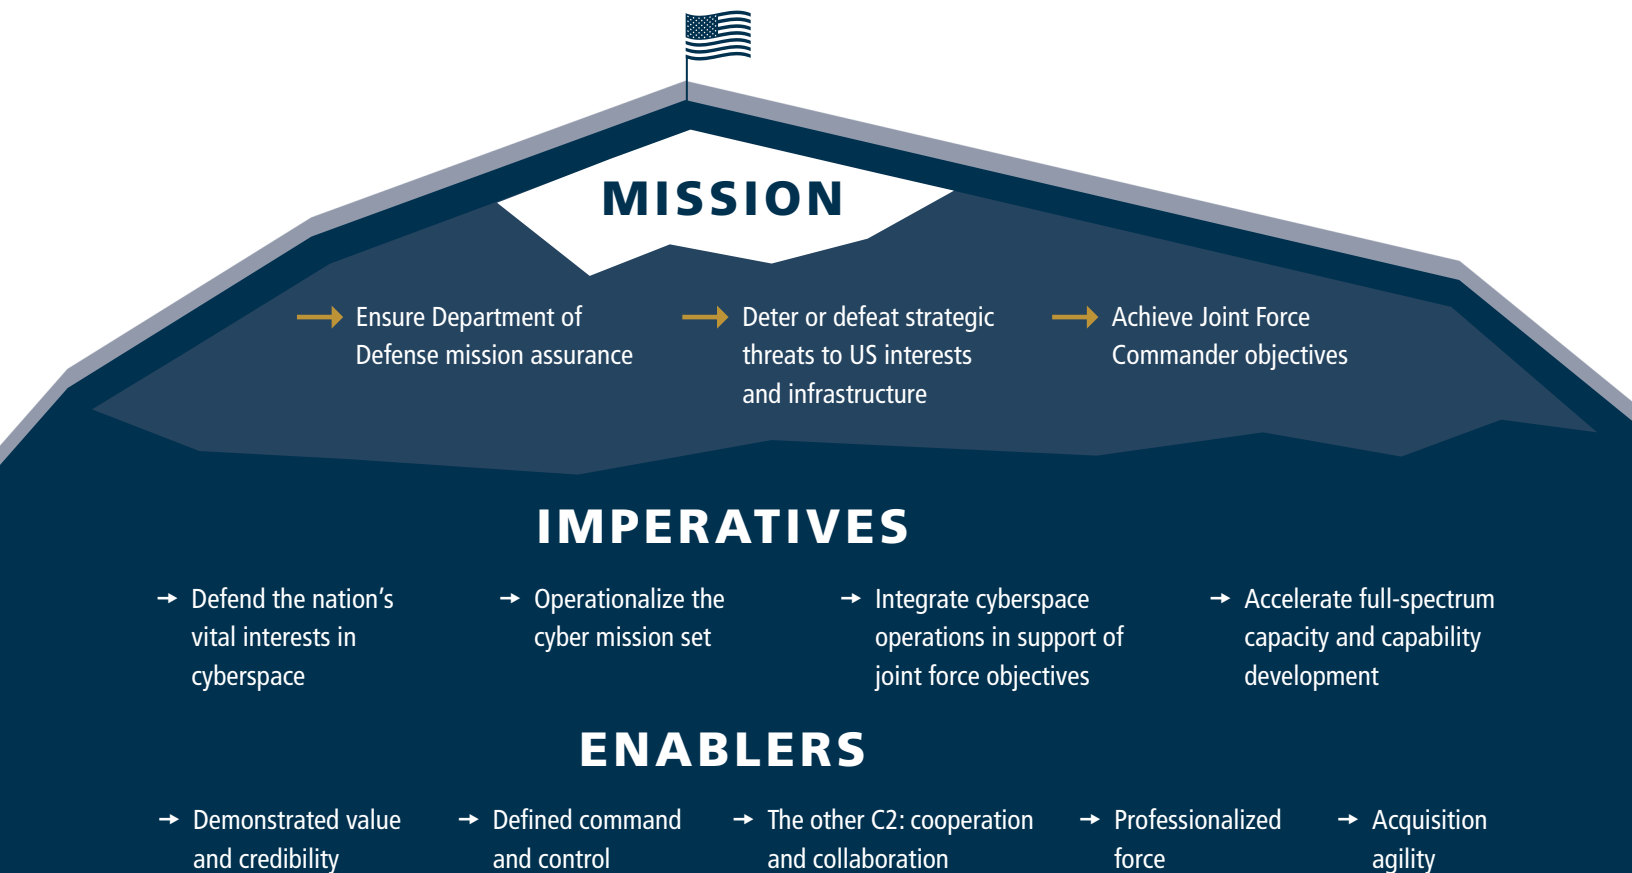 MISSION
Ensure Department of
Defense mission assurance
Deter or defeat strategic
threats to US interests
and infrastructure
Achieve Joint Force
Commander objectives
IMPERATIVES
Defend the nation‘s
vital interests in
cyberspace
Operationalize the
cyber mission set
Integrate cyberspace
operations in support of
joint force objectives
Accelerate full-spectrum
capacity and capability
development
ENABLERS
Demonstrated value
and credibility
Defined command
and control
The other C2: cooperation
and collaboration
Professionalized
force
Acquisition
agility